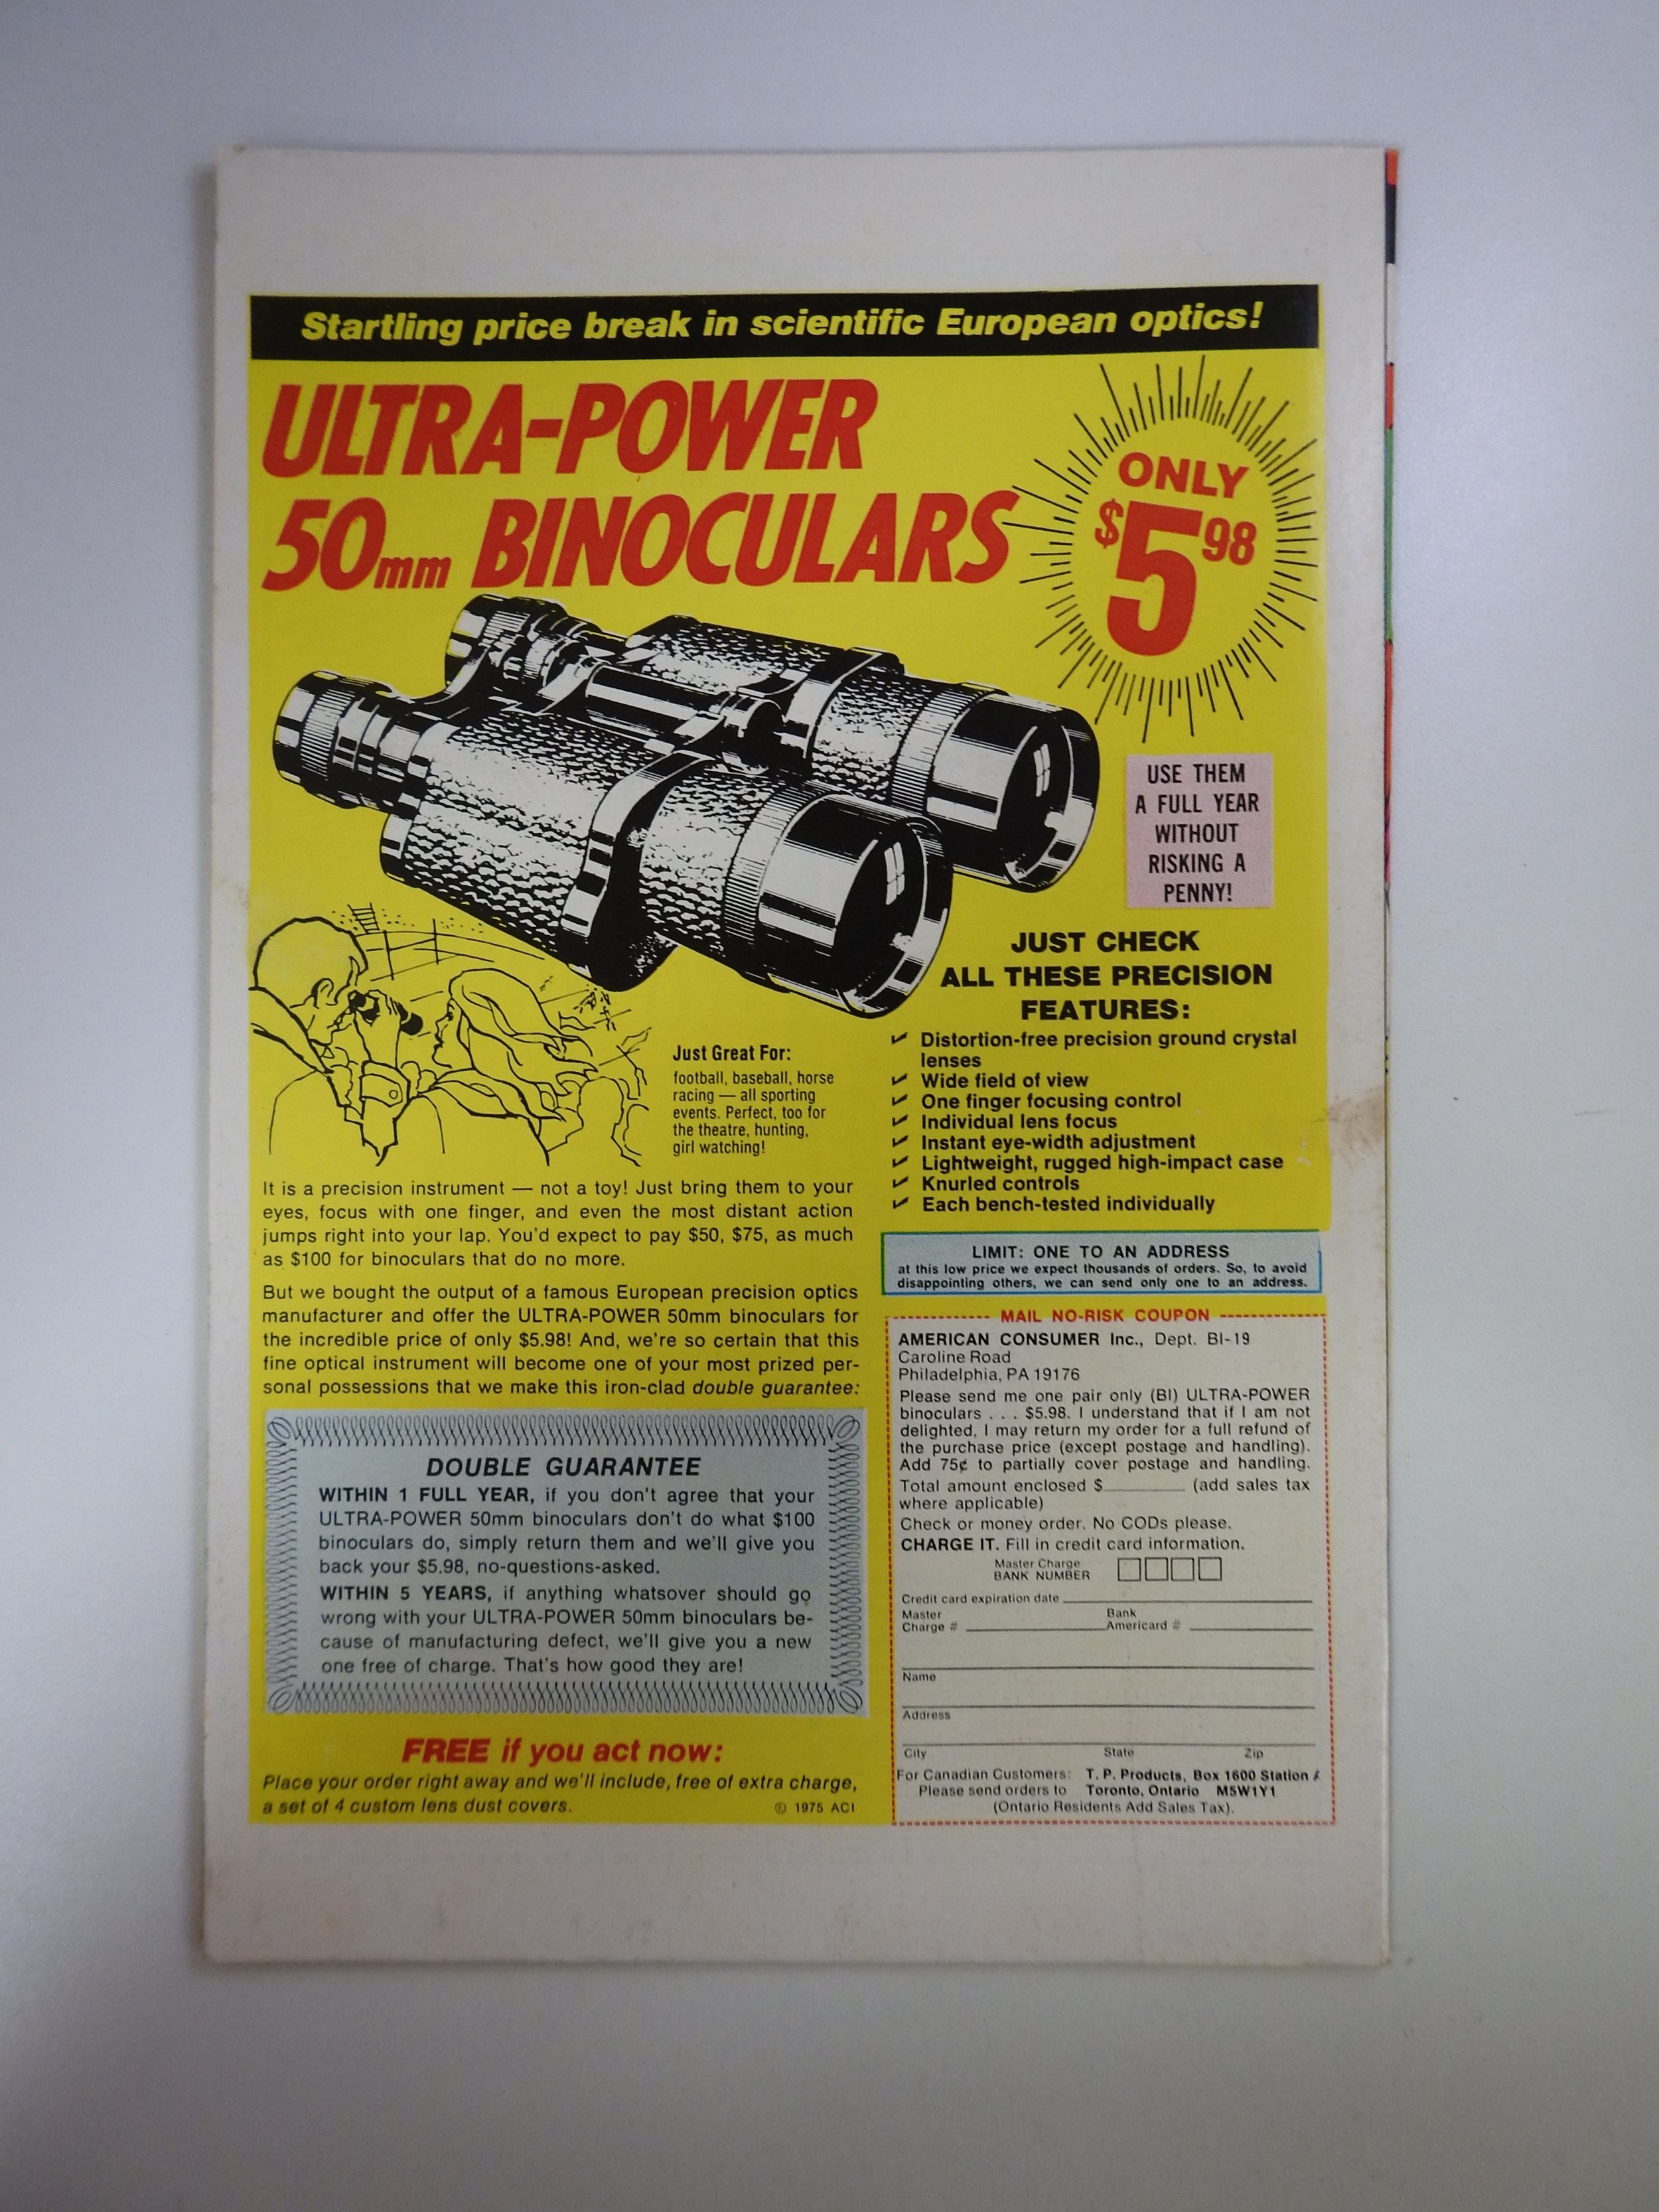 Startling price break in scientific European optics!
ULTRA-POWER
50mm BINOCULARS
ONLY
$5 98
USE THEM
A FULL YEAR
WITHOUT
RISKING A
PENNY!
JUST CHECK
ALL THESE PRECISION
FEATURES:
✓ Distortion-free precision ground crystal
lenses
✓ Wide field of view
✓ One finger focusing control
✓ Individual lens focus
✓ Instant eye-width adjustment
✓ Lightweight, rugged high-impact case
✓ Knurled controls
✓ Each bench-tested individually
Just Great For:
football, baseball, horse
racing — all sporting
events. Perfect, too for
the theatre, hunting,
girl watching!
It is a precision instrument — not a toy! Just bring them to your
eyes, focus with one finger, and even the most distant action
jumps right into your lap. You'd expect to pay $50, $75, as much
as $100 for binoculars that do no more.
But we bought the output of a famous European precision optics
manufacturer and offer the ULTRA-POWER 50mm binoculars for
the incredible price of only $5.98! And, we're so certain that this
fine optical instrument will become one of your most prized per-
sonal possessions that we make this iron-clad double guarantee:
DOUBLE GUARANTEE
WITHIN 1 FULL YEAR, if you don't agree that your
ULTRA-POWER 50mm binoculars don't do what $100
binoculars do, simply return them and we'll give you
back your $5.98, no-questions-asked.
WITHIN 5 YEARS, if anything whatsover should go
wrong with your ULTRA-POWER 50mm binoculars be-
cause of manufacturing defect, we'll give you a new
one free of charge. That's how good they are!
FREE if you act now:
Place your order right away and we'll include, free of extra charge,
a set of 4 custom lens dust covers.
© 1975 ACI
LIMIT: ONE TO AN ADDRESS
at this low price we expect thousands of orders. So, to avoid
disappointing others, we can send only one to an address.
MAIL NO-RISK COUPON
AMERICAN CONSUMER Inc., Dept. BI-19
Caroline Road
Philadelphia, PA 19176
Please send me one pair only (BI) ULTRA-POWER
binoculars . . . $5.98. I understand that if I am not
delighted, I may return my order for a full refund of
the purchase price (except postage and handling).
Add 75¢ to partially cover postage and handling.
Total amount enclosed $________ (add sales tax
where applicable)
Check or money order. No CODs please.
CHARGE IT. Fill in credit card information.
Master Charge
BANK NUMBER
Credit card expiration date
Master Bank
Charge # Americard #
Name
Address
City State Zip
For Canadian Customers: T. P. Products, Box 1600 Station
Please send orders to Toronto, Ontario M5W1Y1
(Ontario Residents Add Sales Tax).